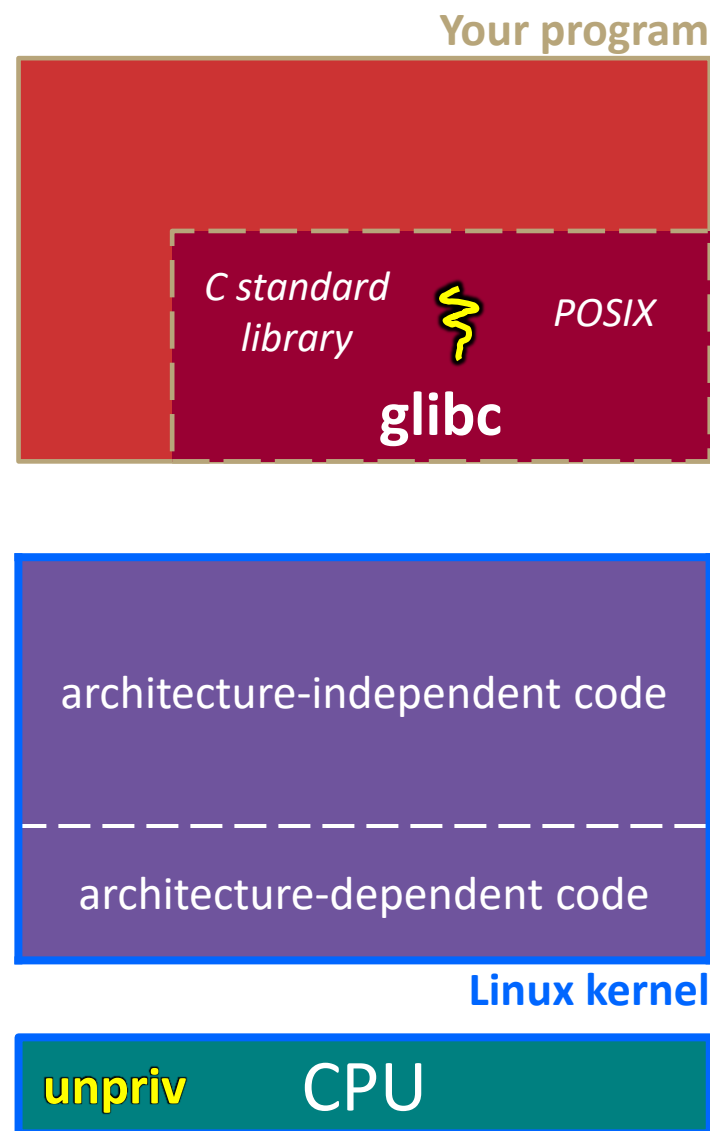 Your program
C standard
library
POSIX
glibc
architecture-independent code
architecture-dependent code
Linux kernel
unpriv
CPU